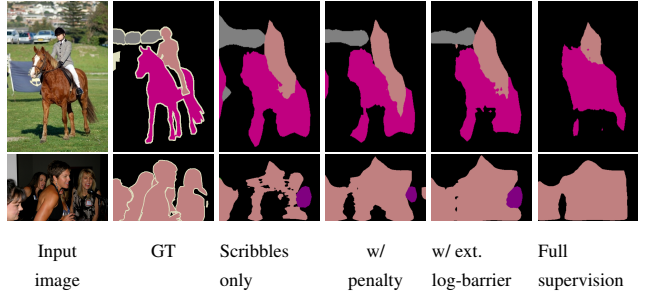 Input image
GT
Scribbles only
w/ penalty
w/ ext. log-barrier
Full supervision